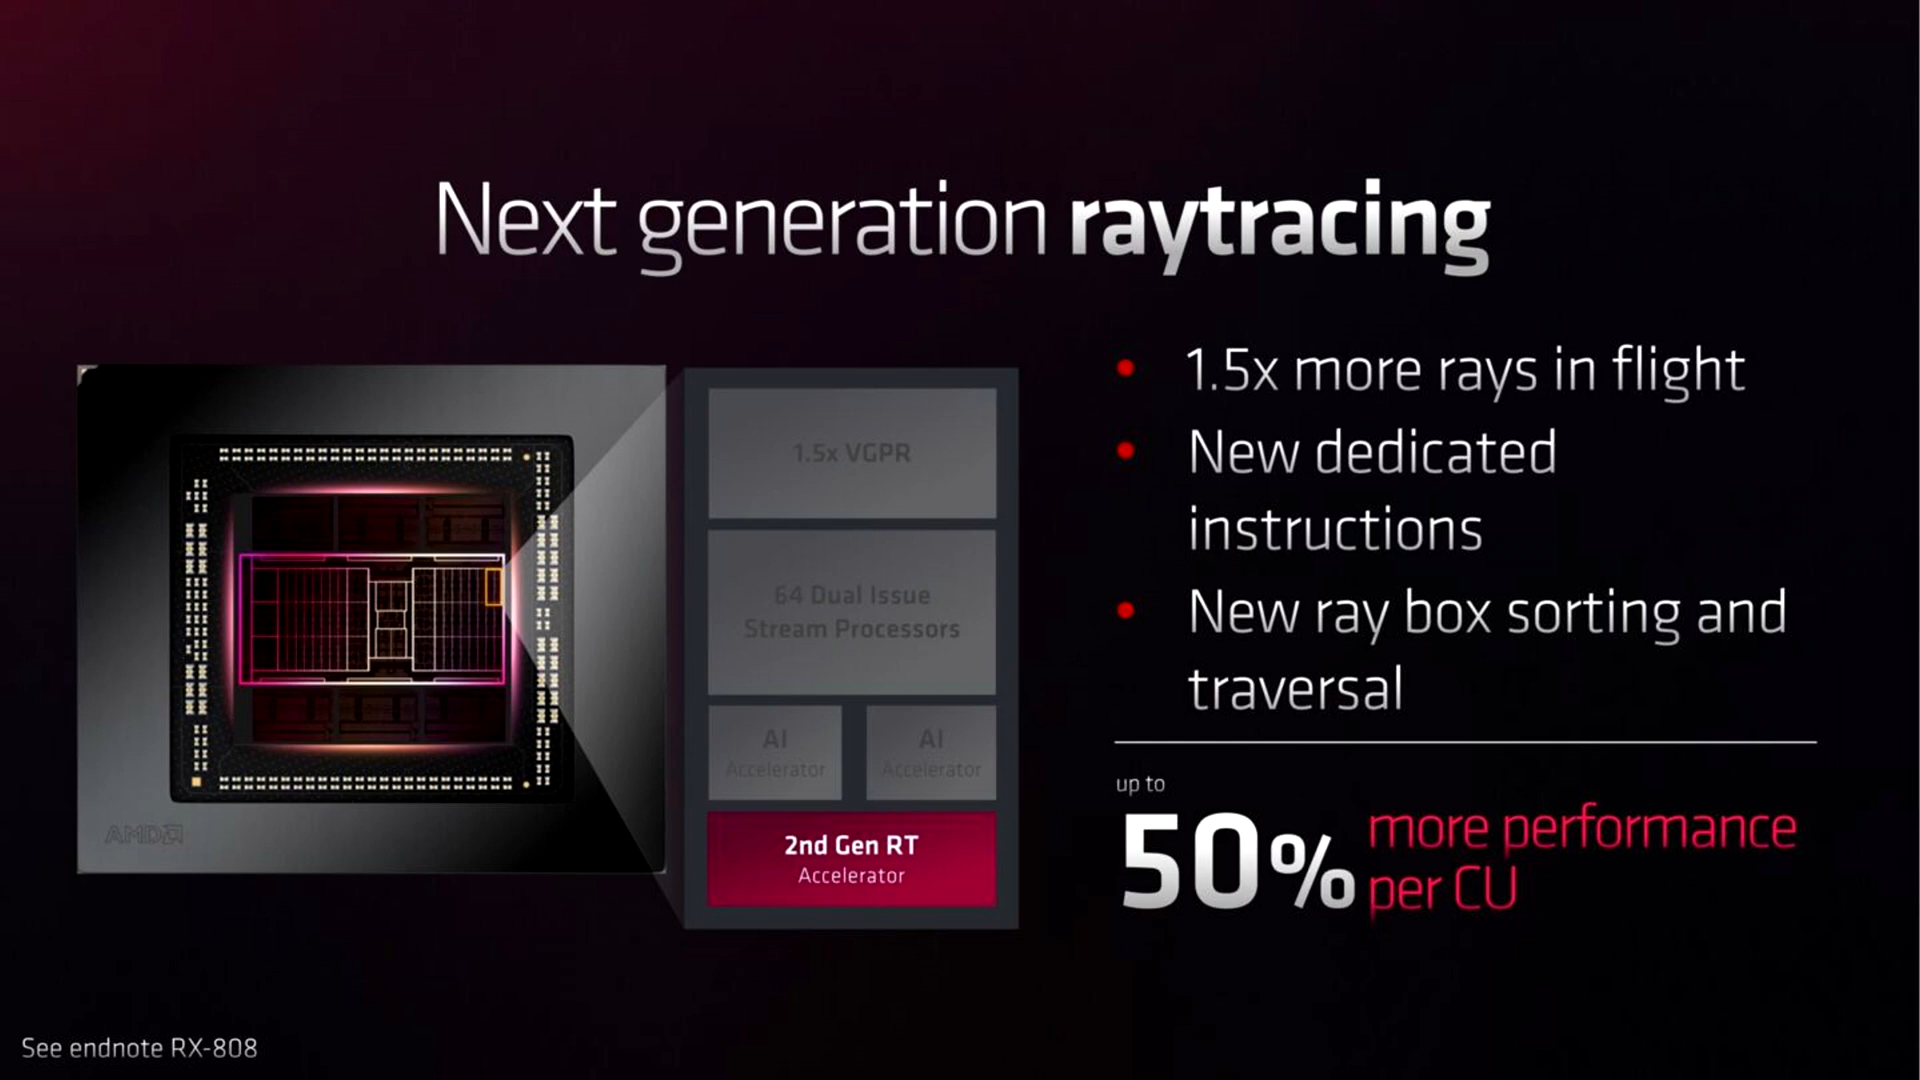 Next generation raytracing
1.5x VGPR
64 Dual Issue
Stream Processors
AI
Accelerator
AI
Accelerator
2nd Gen RT
Accelerator
AMD
• 1.5x more rays in flight
• New dedicated
instructions
• New ray box sorting and
traversal
up to
50% more performance
per CU
See endnote RX-808